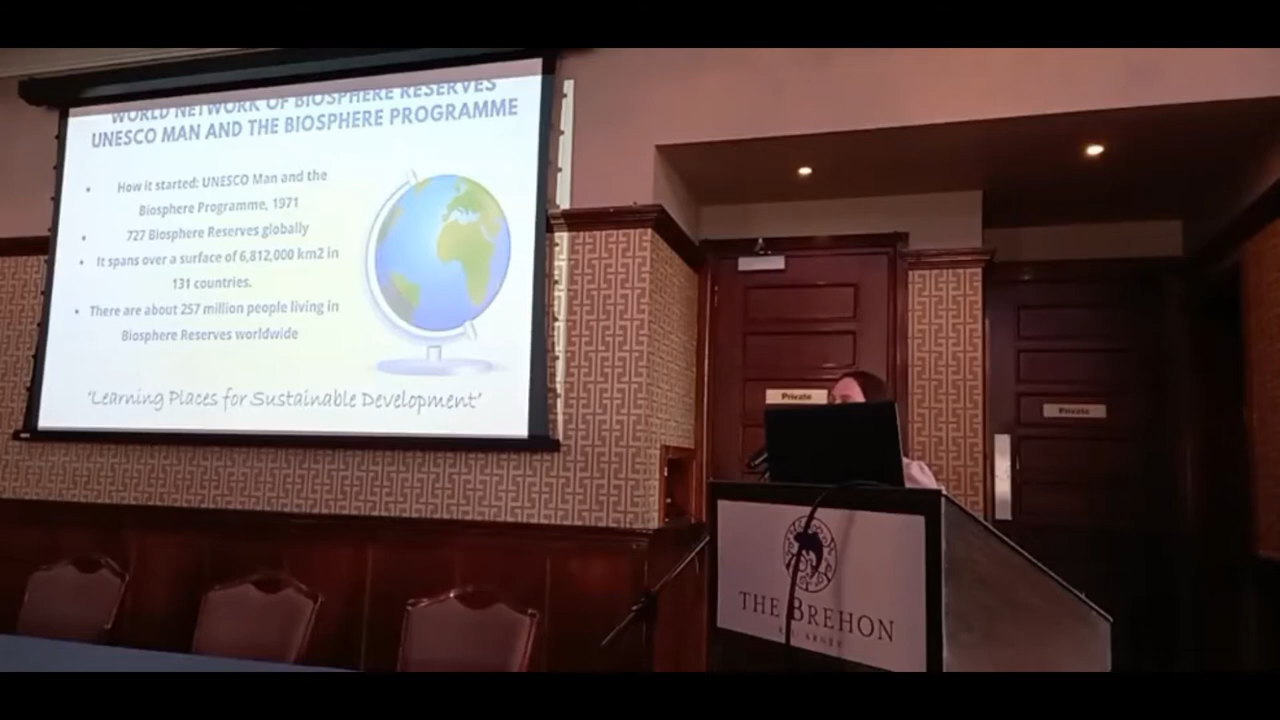 WORLD NETWORK OF BIOSPHERE RESERVES
UNESCO MAN AND THE BIOSPHERE PROGRAMME
• How it started: UNESCO Man and the
Biosphere Programme, 1971
• 727 Biosphere Reserves globally
• It spans over a surface of 6,812,000 km2 in
131 countries.
• There are about 257 million people living in
Biosphere Reserves worldwide
'Learning Places for Sustainable Development'
Private
Private
THE BREHON
KILLARNEY